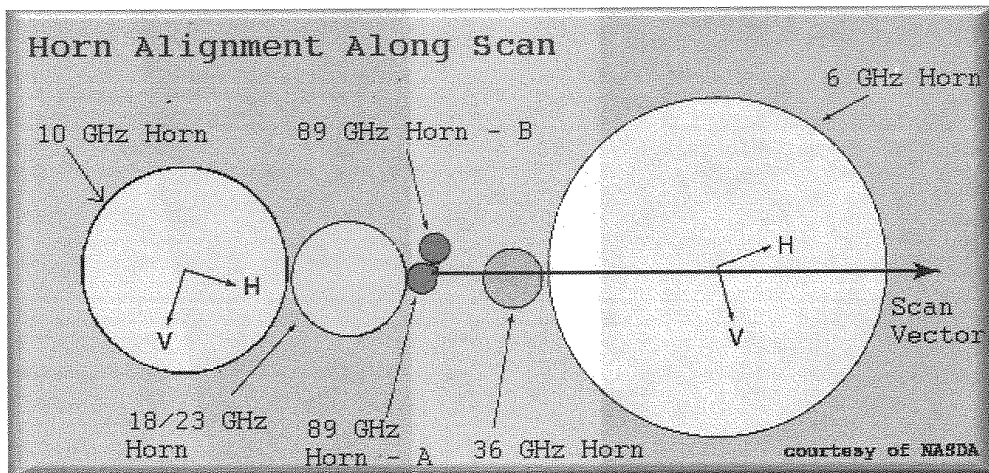 Horn Alignment Along Scan
6 GHz Horn
10 GHz Horn
89 GHz Horn - B
H
V
H
V
Scan
Vector
18/23 GHz
Horn
89 GHz
Horn - A
36 GHz Horn
courtesy of NASDA